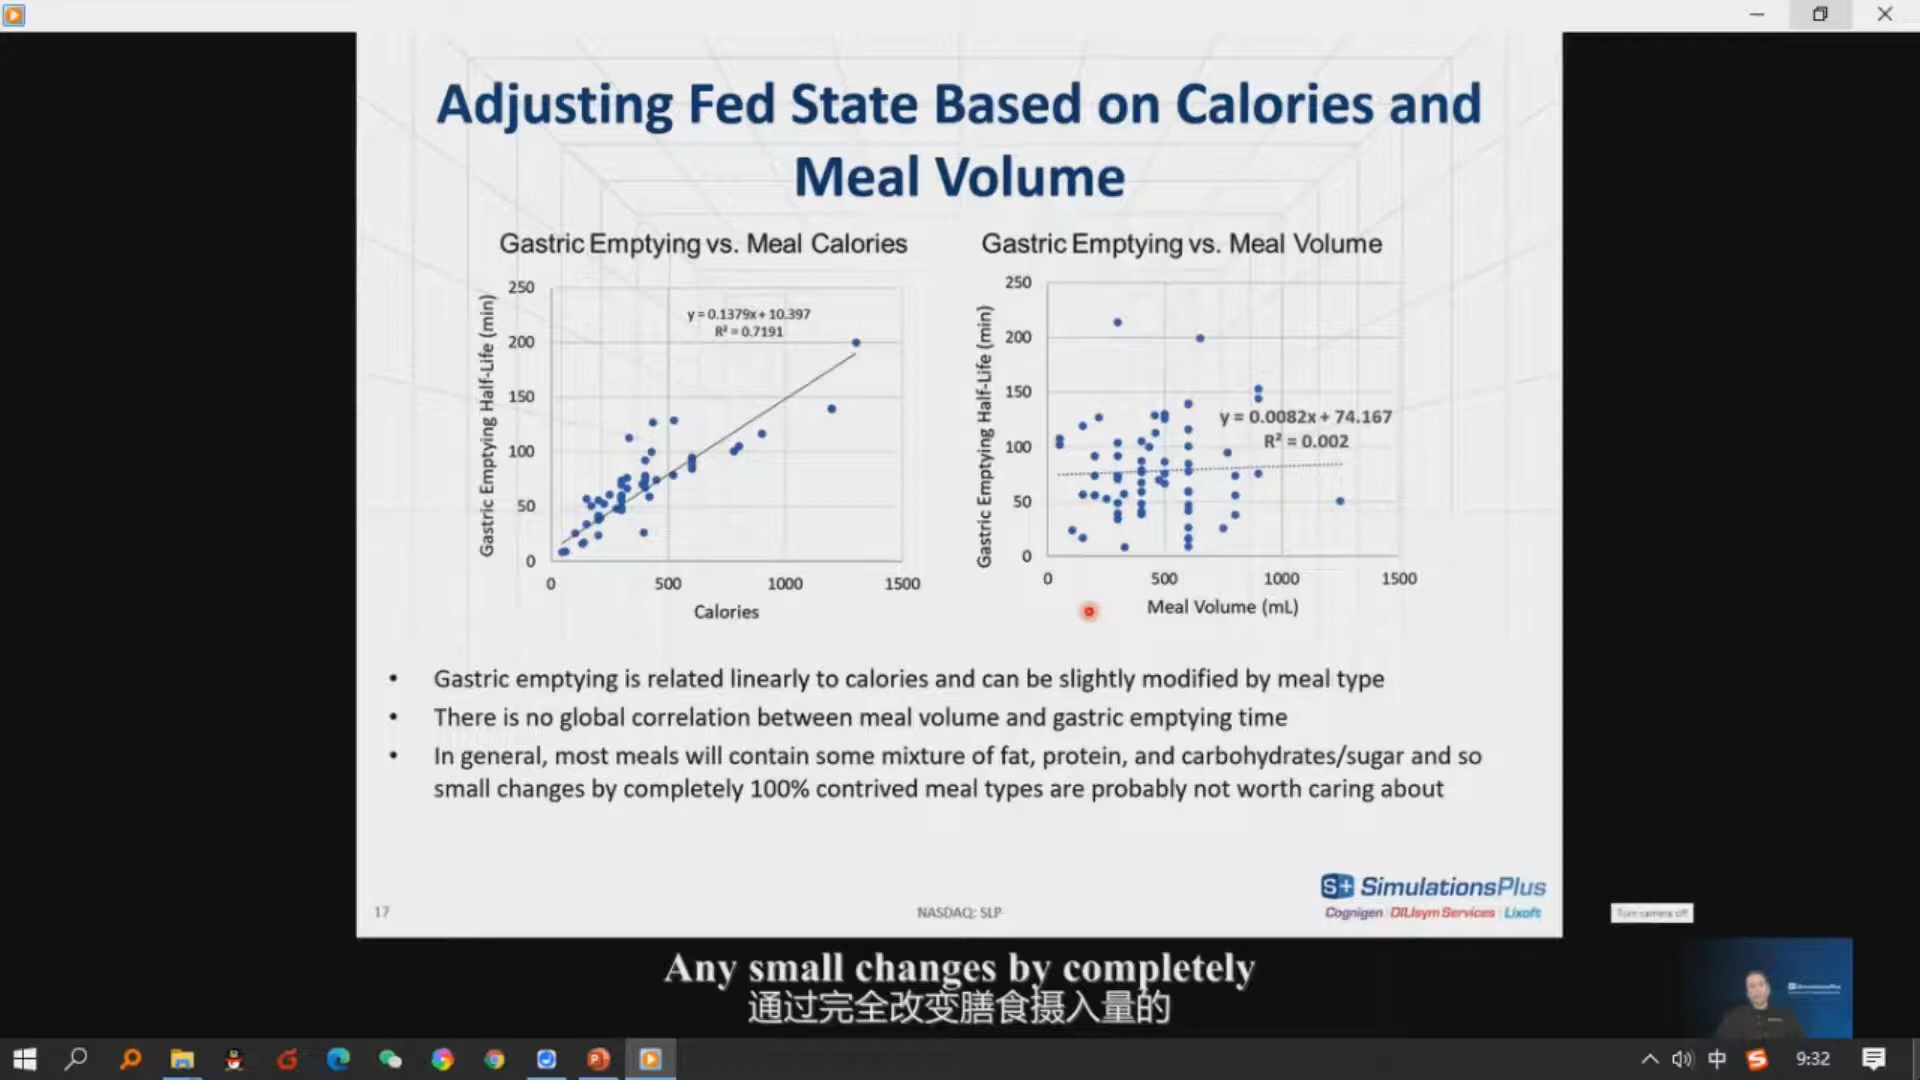 Adjusting Fed State Based on Calories and
Meal Volume
Gastric Emptying vs. Meal Calories
Gastric Emptying Half-Life (min)
250
200
150
100
50
0
y = 0.1379x + 10.397
R² = 0.7191
0 500 1000 1500
Calories
Gastric Emptying vs. Meal Volume
Gastric Emptying Half-Life (min)
250
200
150
100
50
0
y = 0.0082x + 74.167
R² = 0.002
0 500 1000 1500
Meal Volume (mL)
• Gastric emptying is related linearly to calories and can be slightly modified by meal type
• There is no global correlation between meal volume and gastric emptying time
• In general, most meals will contain some mixture of fat, protein, and carbohydrates/sugar and so
small changes by completely 100% contrived meal types are probably not worth caring about
17
NASDAQ: SLP
S+ SimulationsPlus
Cognigen | DILIsym Services | Lixoft
Turn camera off
Any small changes by completely
通过完全改变膳食摄入量的
SimulationsPlus
中
9:32